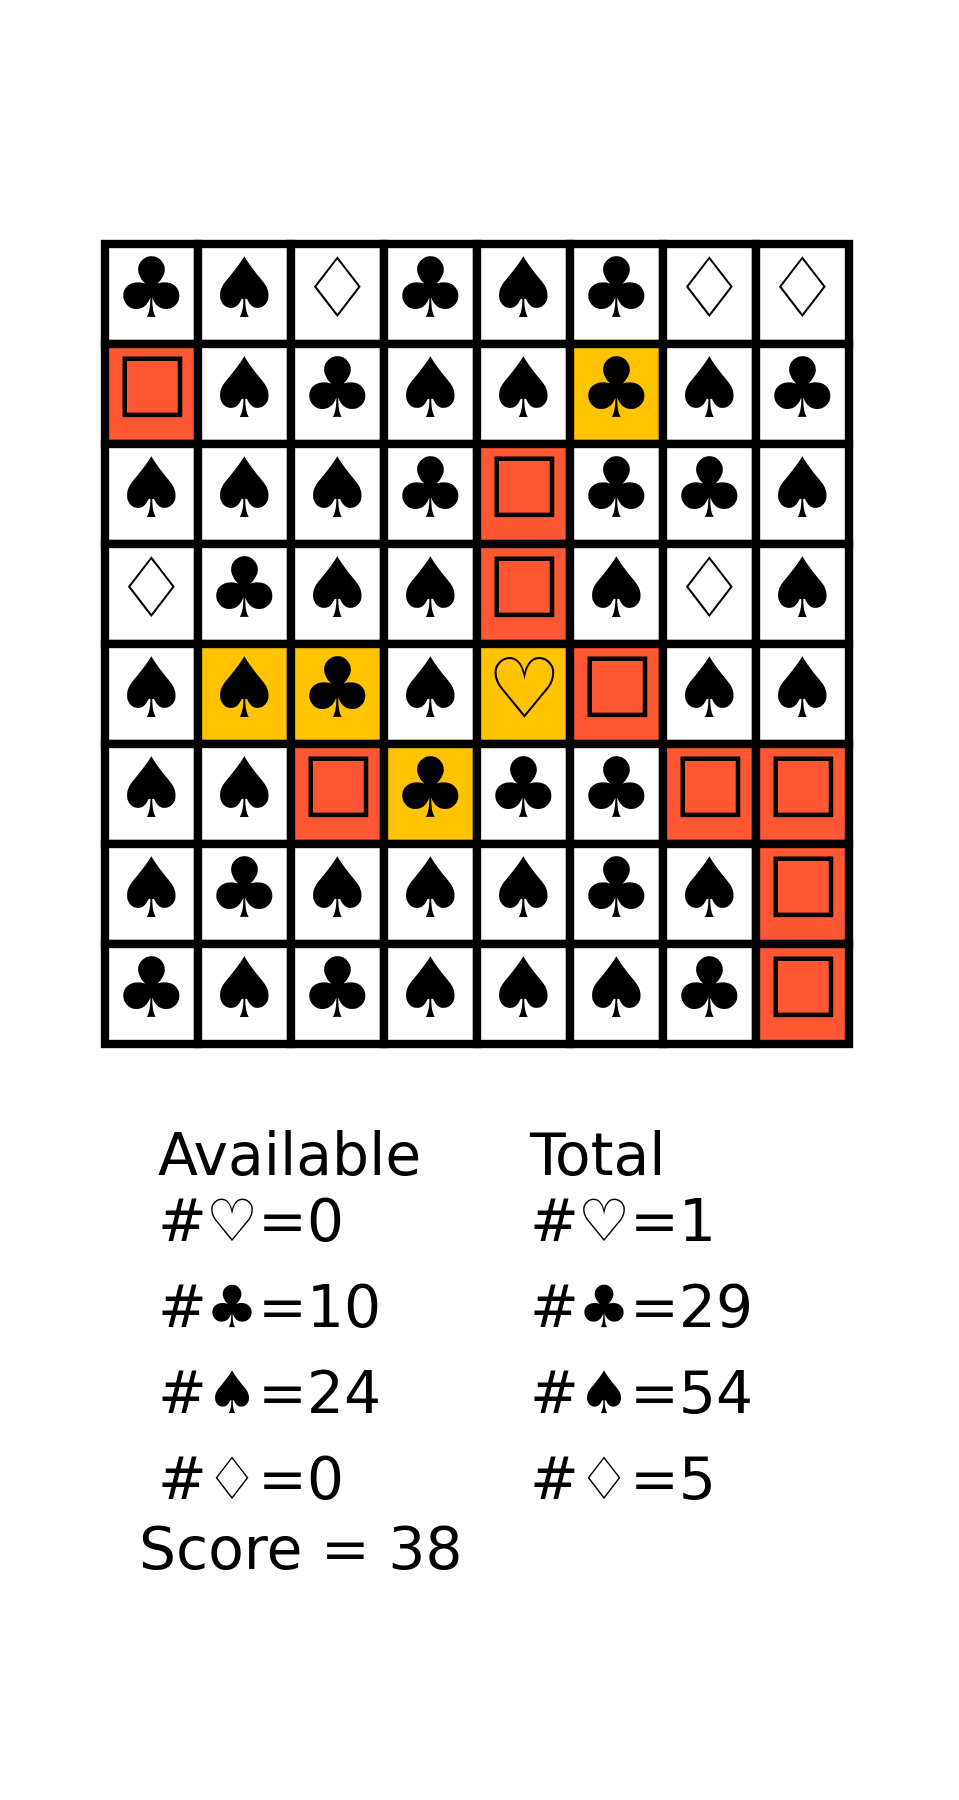 ♣ ♠ ♢ ♣ ♠ ♣ ♢ ♢
□ ♠ ♣ ♠ ♠ ♣ ♠ ♣
♠ ♠ ♠ ♣ □ ♣ ♣ ♠
♢ ♣ ♠ ♠ □ ♠ ♢ ♠
♠ ♠ ♣ ♠ ♡ □ ♠ ♠
♠ ♠ □ ♣ ♣ ♣ □ □
♠ ♣ ♠ ♠ ♠ ♣ ♠ □
♣ ♠ ♣ ♠ ♠ ♠ ♣ □
Available Total
#♡=0 #♡=1
#♣=10 #♣=29
#♠=24 #♠=54
#♢=0 #♢=5
Score = 38